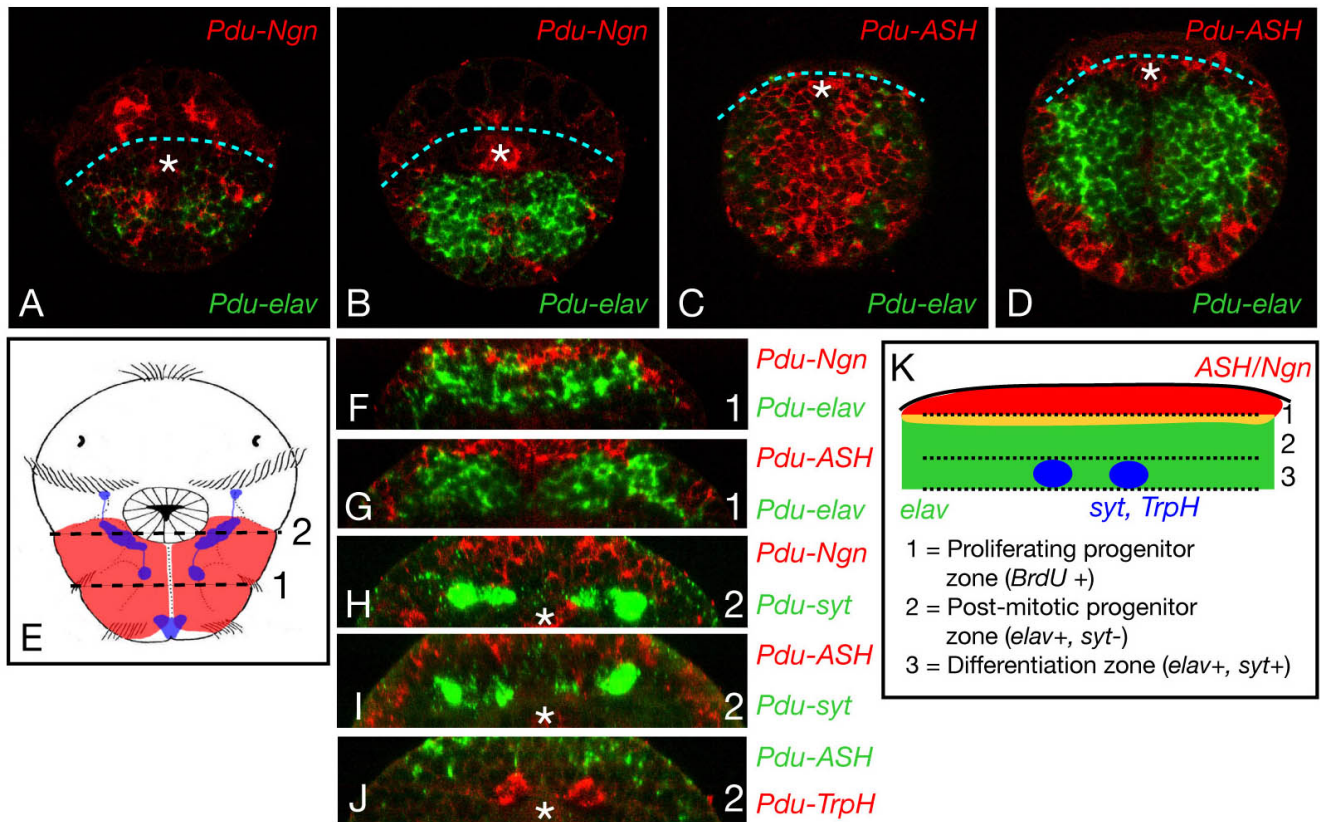 Pdu-Ngn
A
Pdu-elav
Pdu-Ngn
*
B
Pdu-elav
Pdu-ASH
*
C
Pdu-elav
Pdu-ASH
*
D
Pdu-elav
*
2
1
E
Pdu-Ngn
F 1
Pdu-elav
Pdu-ASH
G 1
Pdu-elav
Pdu-Ngn
H * 2
Pdu-syt
Pdu-ASH
I * 2
Pdu-syt
Pdu-ASH
J * 2
Pdu-TrpH
K ASH/Ngn
1
2
3
elav syt, TrpH
1 = Proliferating progenitor
zone (BrdU +)
2 = Post-mitotic progenitor
zone (elav+, syt-)
3 = Differentiation zone (elav+, syt+)